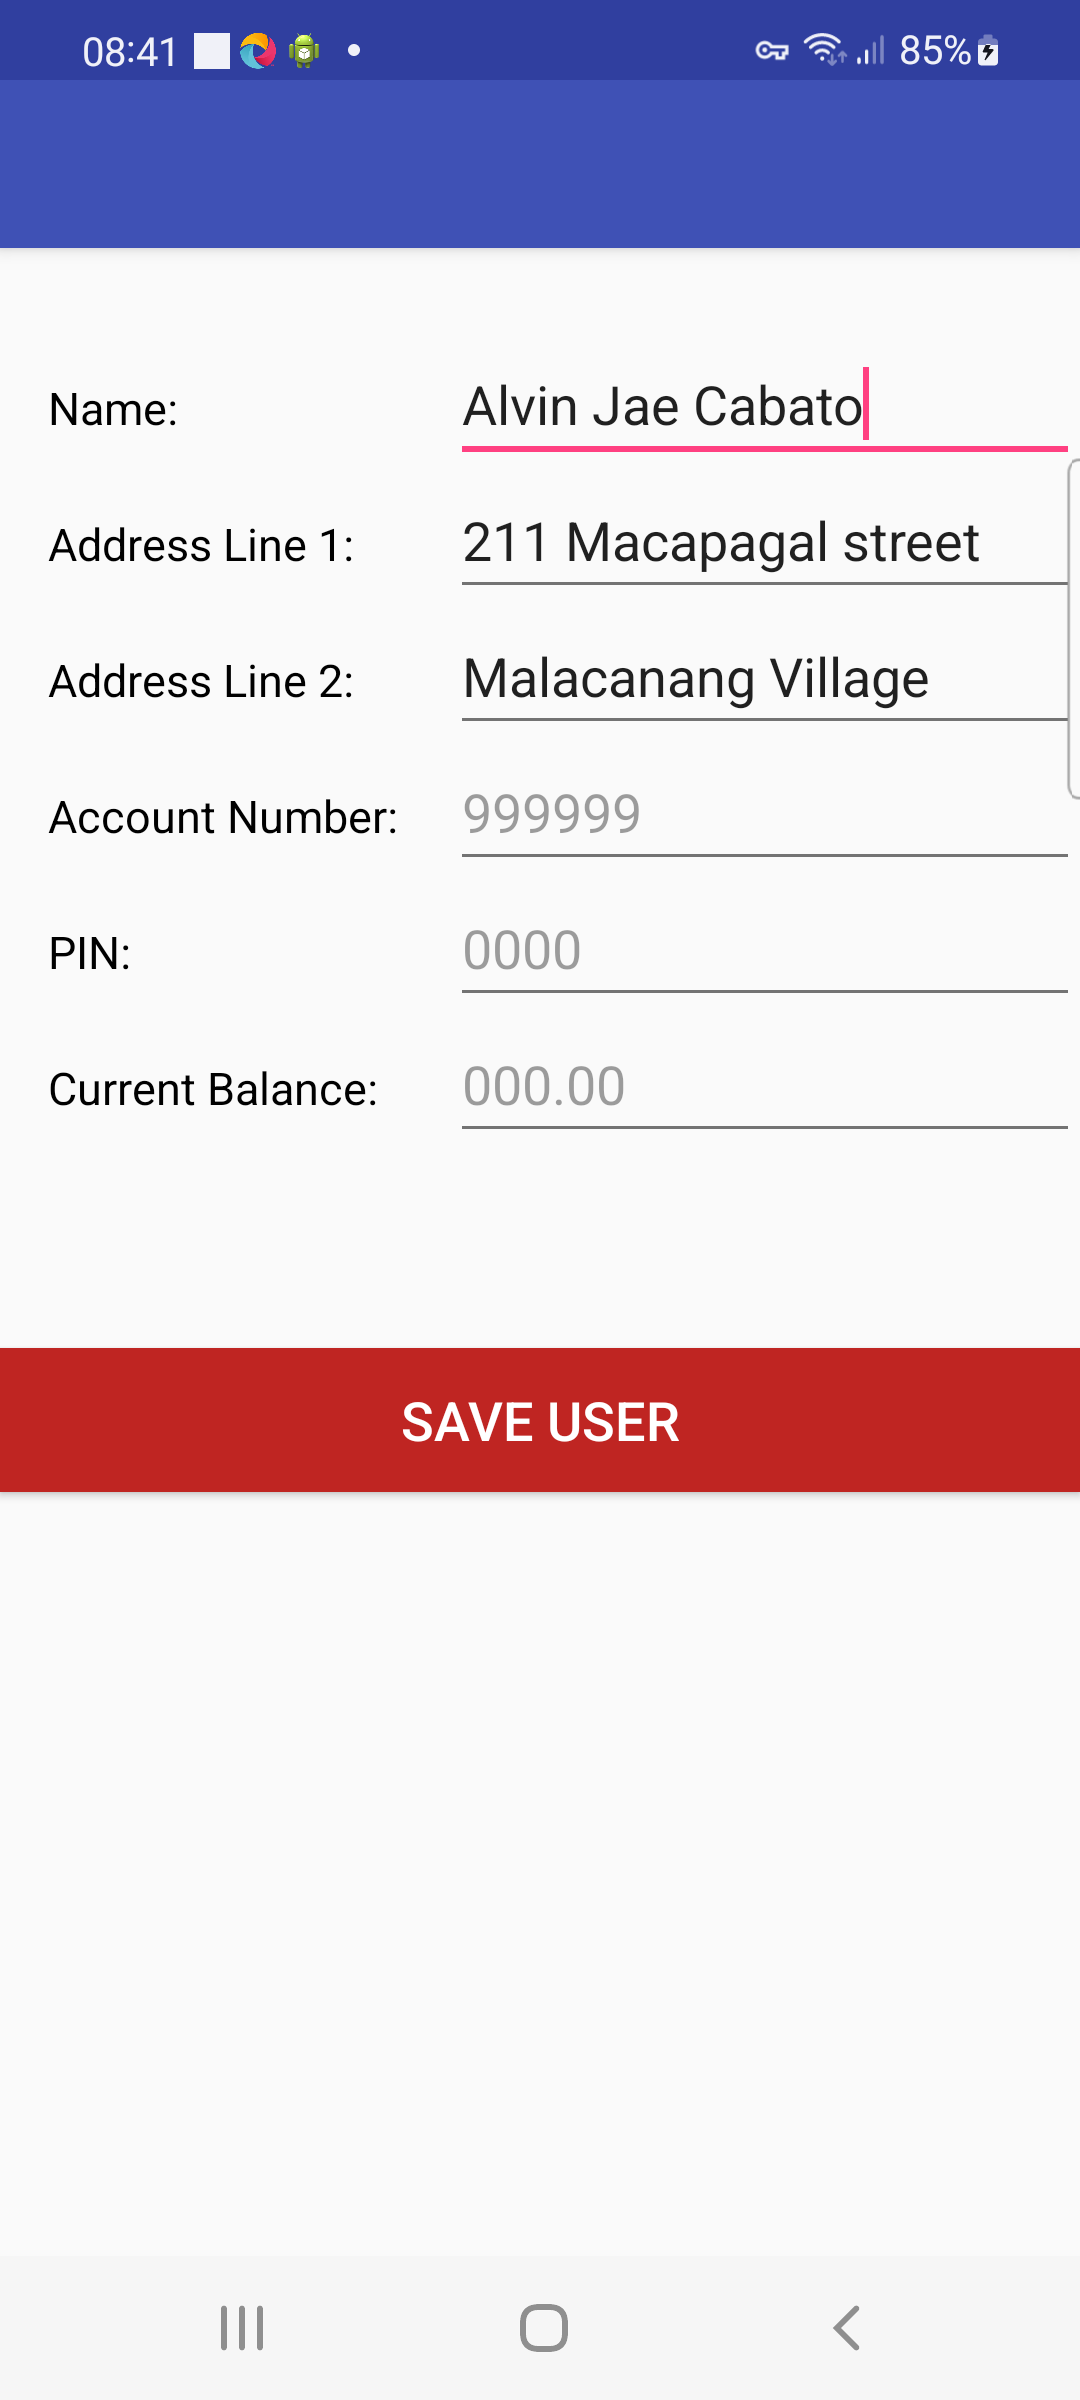 08:41 85%
Name: Alvin Jae Cabato
Address Line 1: 211 Macapagal street
Address Line 2: Malacanang Village
Account Number: 999999
PIN: 0000
Current Balance: 000.00
SAVE USER